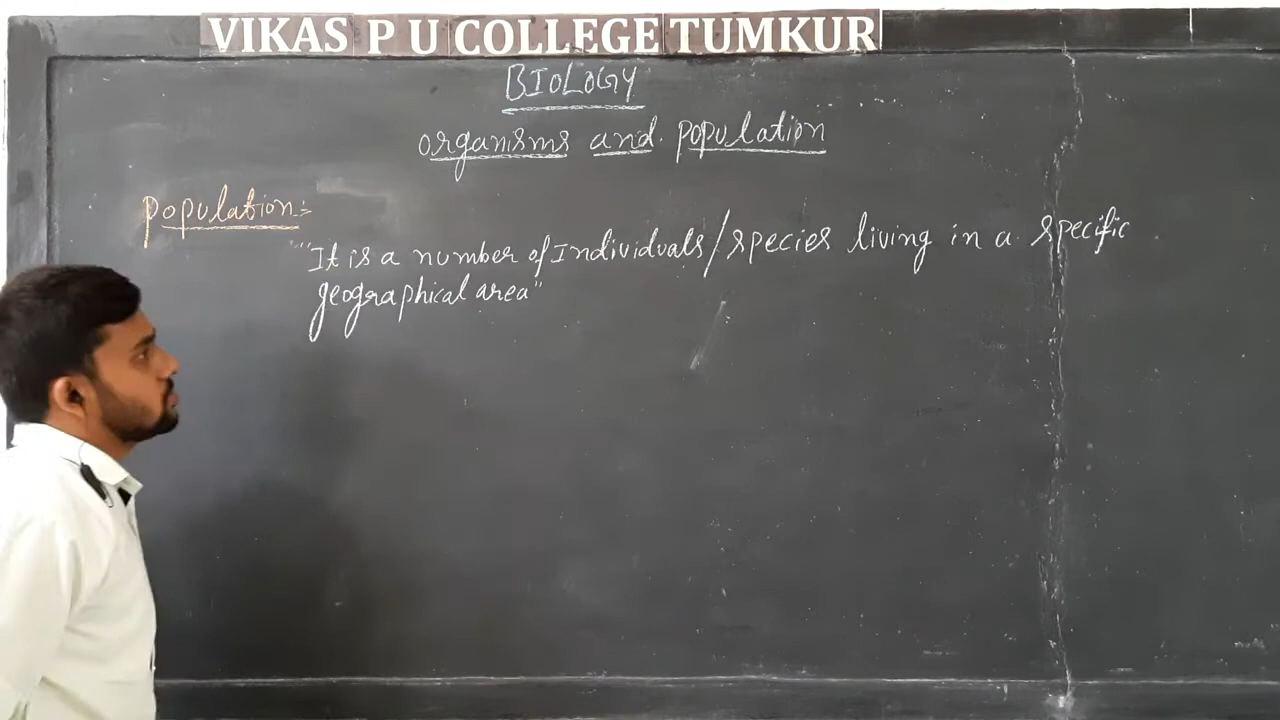 VIKAS P U COLLEGE TUMKUR
BIOLOGY
organisms and population
population:-
"It is a number of Individuals/species living in a specific
geographical area"